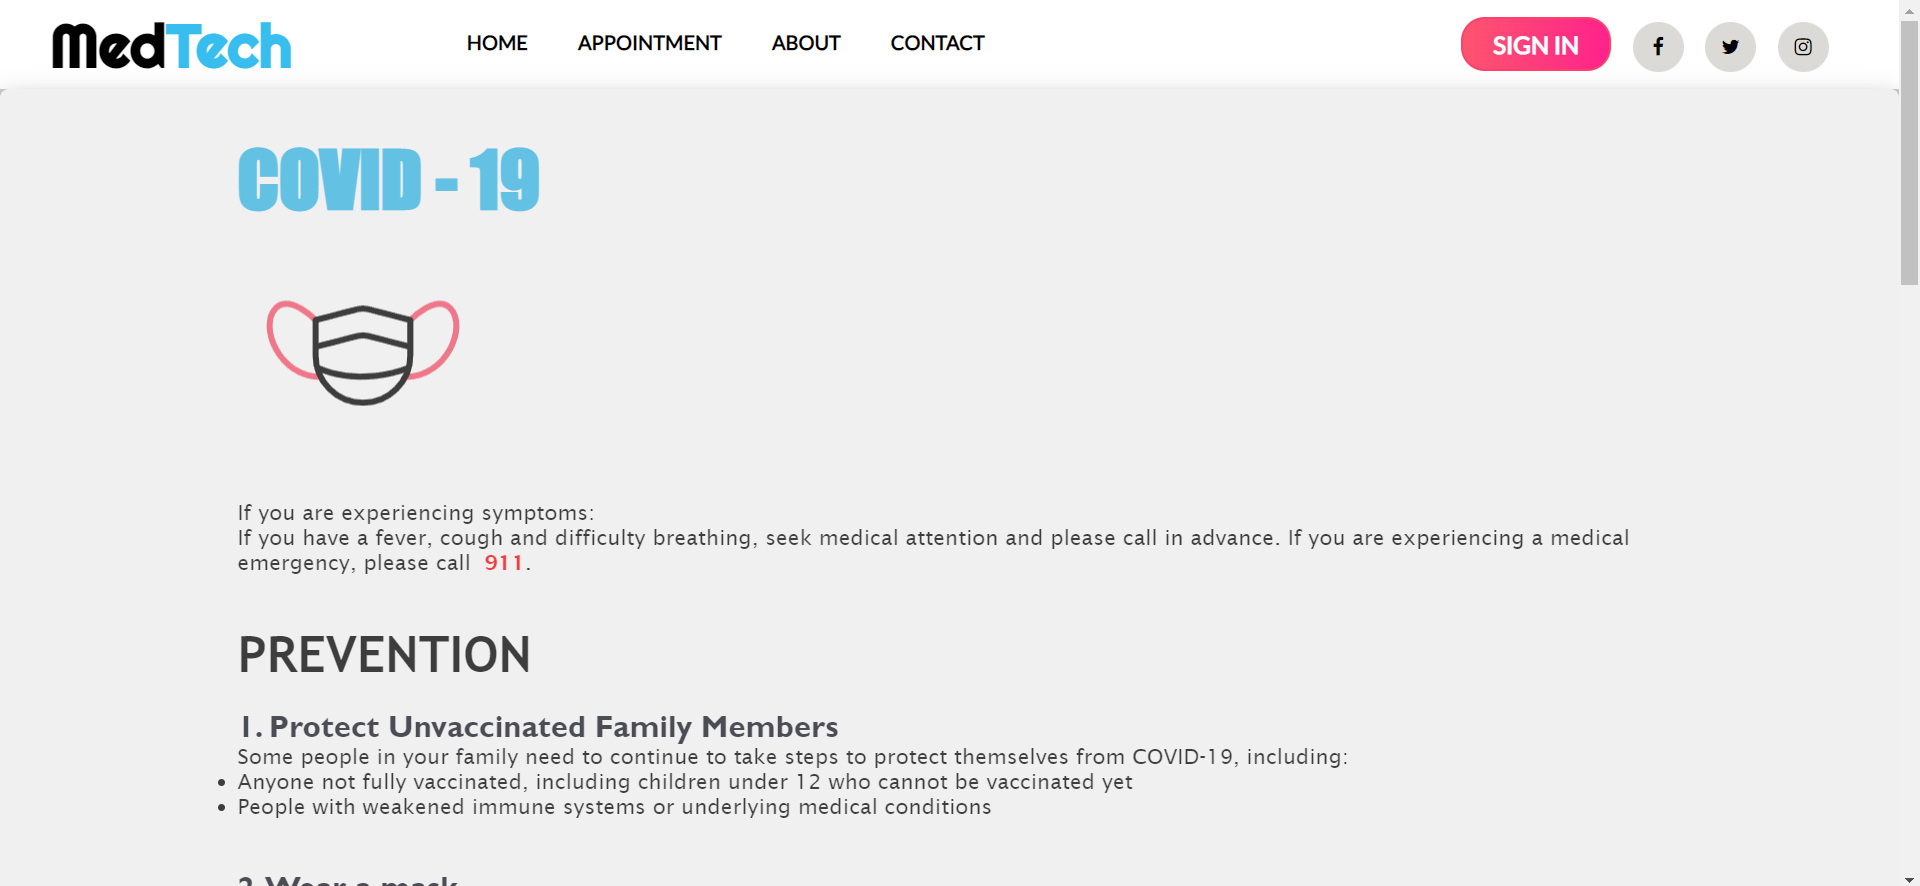 MedTech
HOME APPOINTMENT ABOUT CONTACT SIGN IN
COVID - 19
If you are experiencing symptoms:
If you have a fever, cough and difficulty breathing, seek medical attention and please call in advance. If you are experiencing a medical
emergency, please call 911.
PREVENTION
1. Protect Unvaccinated Family Members
Some people in your family need to continue to take steps to protect themselves from COVID-19, including:
• Anyone not fully vaccinated, including children under 12 who cannot be vaccinated yet
• People with weakened immune systems or underlying medical conditions
2.Wear a mask